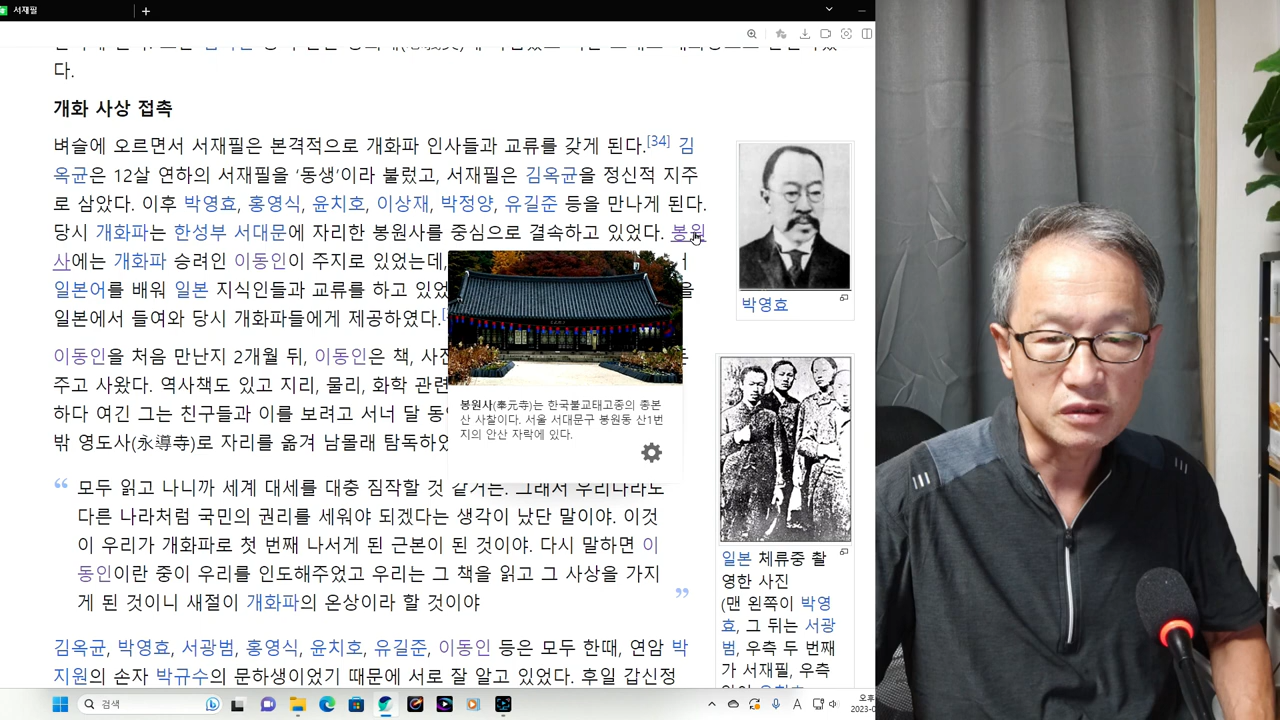 서재필
다.
개화 사상 접촉
벼슬에 오르면서 서재필은 본격적으로 개화파 인사들과 교류를 갖게 된다.[34] 김
옥균은 12살 연하의 서재필을 ‘동생’이라 불렀고, 서재필은 김옥균을 정신적 지주
로 삼았다. 이후 박영효, 홍영식, 윤치호, 이상재, 박정양, 유길준 등을 만나게 된다.
당시 개화파는 한성부 서대문에 자리한 봉원사를 중심으로 결속하고 있었다. 봉원
사에는 개화파 승려인 이동인이 주지로 있었는데,
일본어를 배워 일본 지식인들과 교류를 하고 있었 을
일본에서 들여와 당시 개화파들에게 제공하였다.
이동인을 처음 만난지 2개월 뒤, 이동인은 책, 사진
주고 사왔다. 역사책도 있고 지리, 물리, 화학 관련
하다 여긴 그는 친구들과 이를 보려고 서너 달 동
밖 영도사(永導寺)로 자리를 옮겨 남몰래 탐독하였
봉원사(奉元寺)는 한국불교태고종의 총본
산 사찰이다. 서울 서대문구 봉원동 산1번
지의 안산 자락에 있다.
“ 모두 읽고 나니까 세계 대세를 대충 짐작할 것 같거든. 그래서 우리나라도
다른 나라처럼 국민의 권리를 세워야 되겠다는 생각이 났단 말이야. 이것
이 우리가 개화파로 첫 번째 나서게 된 근본이 된 것이야. 다시 말하면 이
동인이란 중이 우리를 인도해주었고 우리는 그 책을 읽고 그 사상을 가지
게 된 것이니 새절이 개화파의 온상이라 할 것이야 ”
김옥균, 박영효, 서광범, 홍영식, 윤치호, 유길준, 이동인 등은 모두 한때, 연암 박
지원의 손자 박규수의 문하생이었기 때문에 서로 잘 알고 있었다. 후일 갑신정
박영효
일본 체류중 촬
영한 사진
(맨 왼쪽이 박영
효, 그 뒤는 서광
범, 우측 두 번째
가 서재필, 우측
검색
A
오후
2023-0